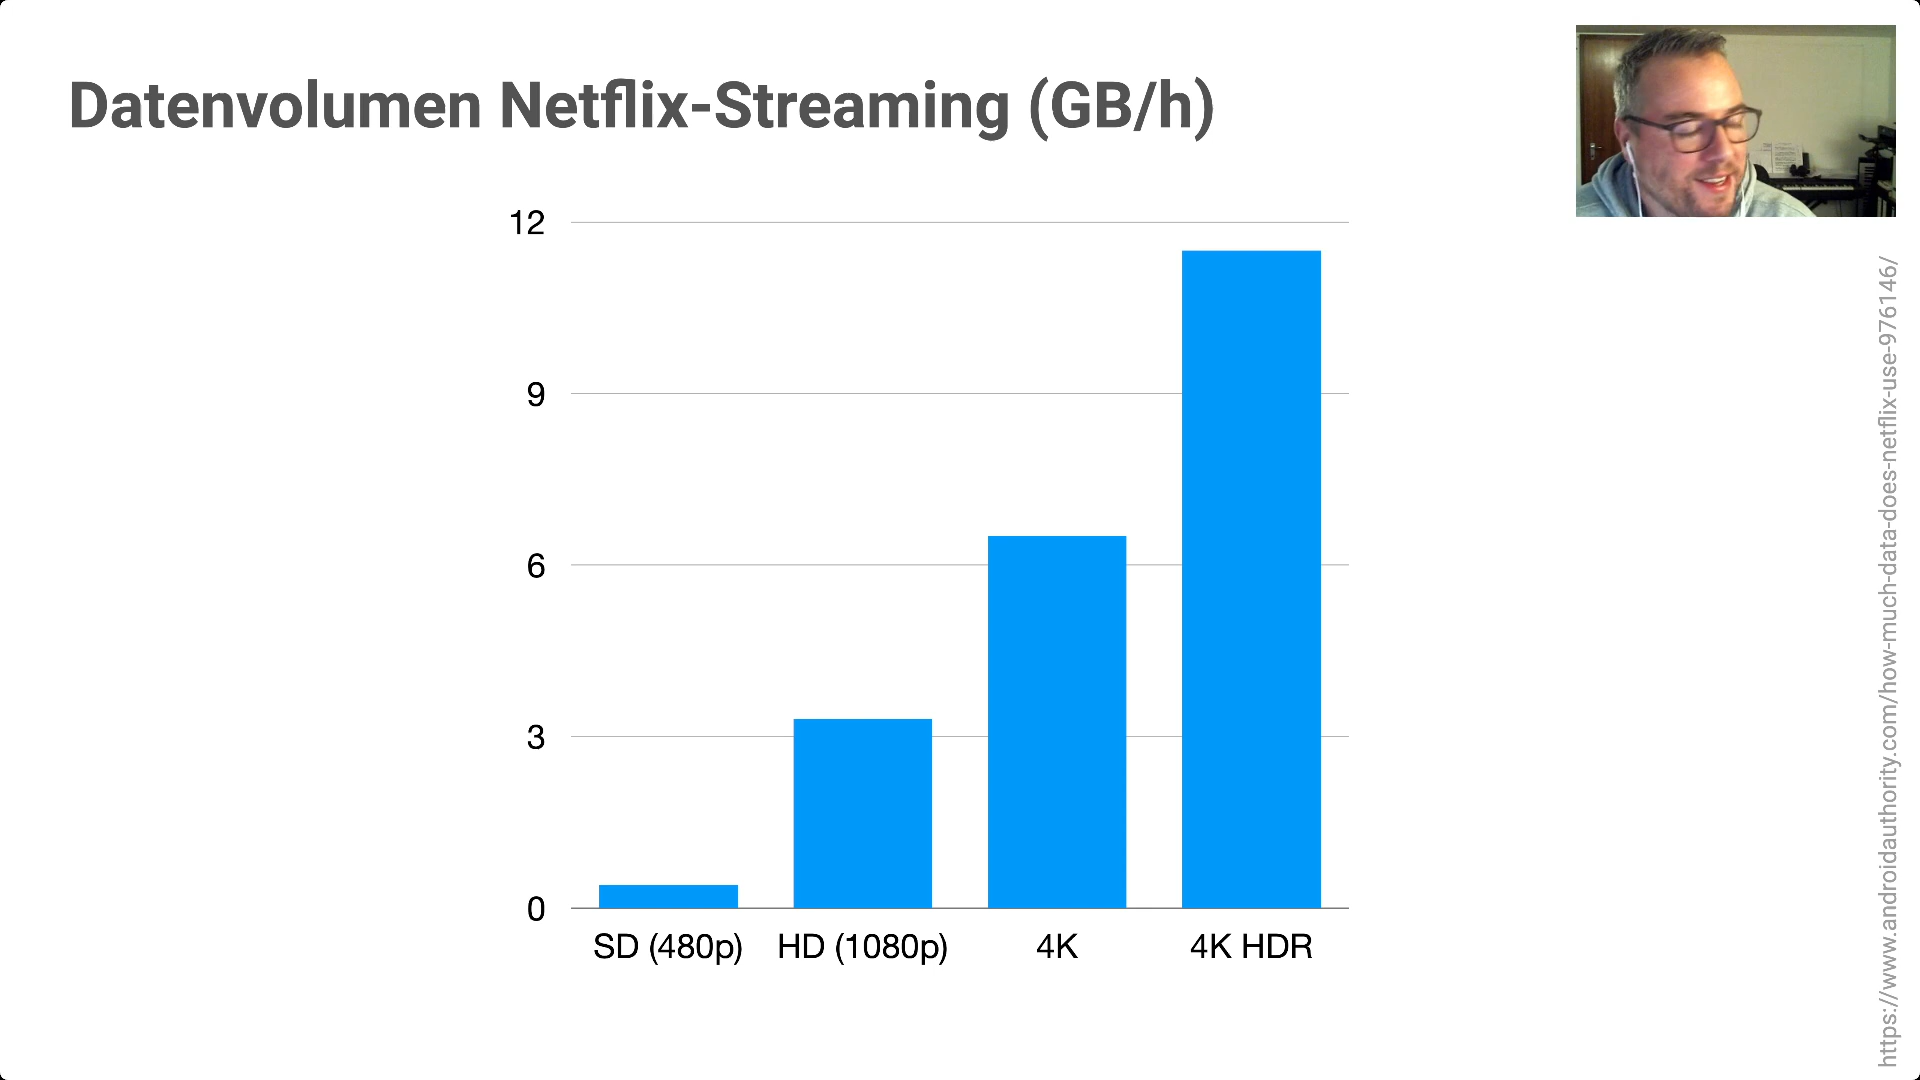 Datenvolumen Netflix-Streaming (GB/h)
12
9
6
3
0
SD (480p)
HD (1080p)
4K
4K HDR
https://www.androidauthority.com/how-much-data-does-netflix-use-976146/